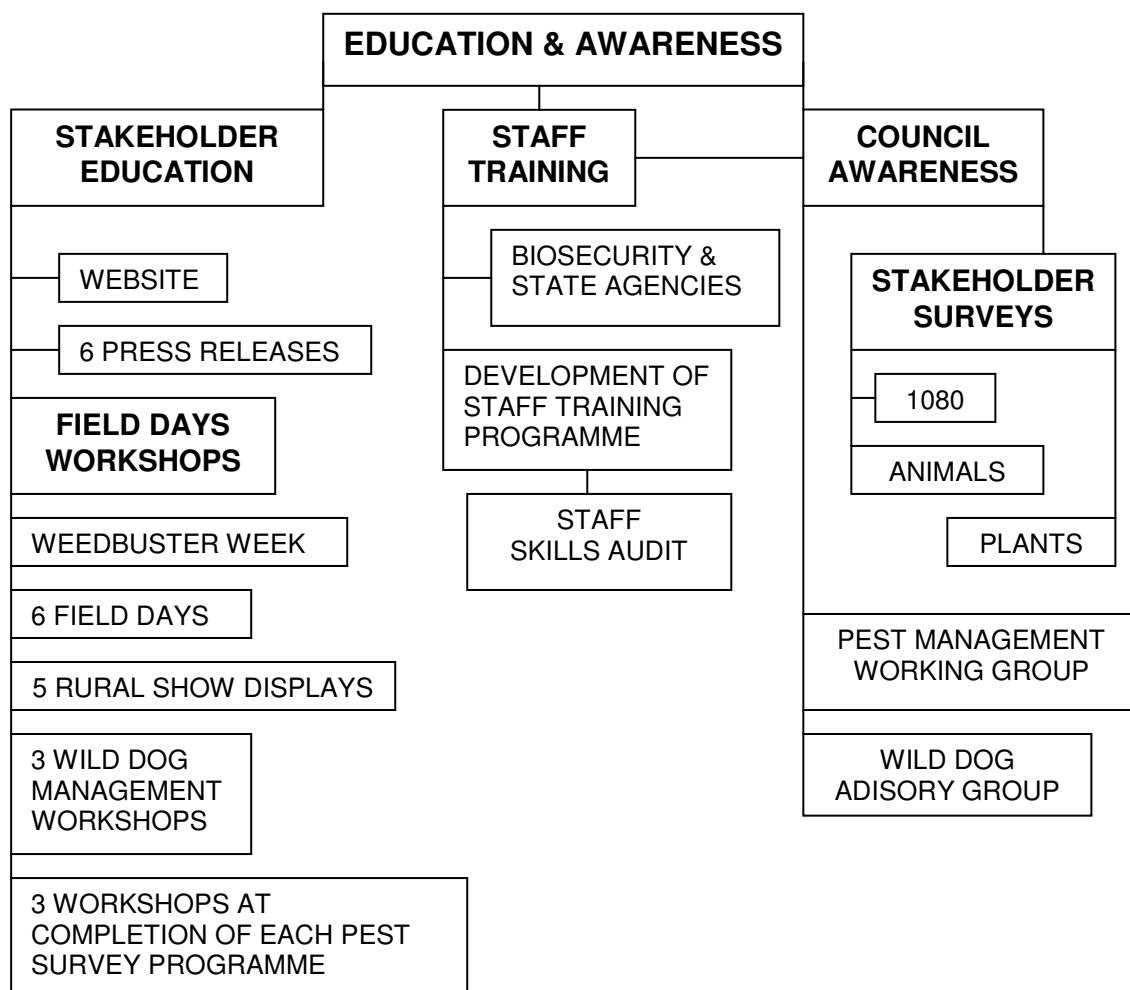 EDUCATION & AWARENESS
STAKEHOLDER
EDUCATION
WEBSITE
6 PRESS RELEASES
FIELD DAYS
WORKSHOPS
WEEDBUSTER WEEK
6 FIELD DAYS
5 RURAL SHOW DISPLAYS
3 WILD DOG
MANAGEMENT
WORKSHOPS
3 WORKSHOPS AT
COMPLETION OF EACH PEST
SURVEY PROGRAMME
STAFF
TRAINING
BIOSECURITY &
STATE AGENCIES
DEVELOPMENT OF
STAFF TRAINING
PROGRAMME
STAFF
SKILLS AUDIT
COUNCIL
AWARENESS
STAKEHOLDER
SURVEYS
1080
ANIMALS
PLANTS
PEST MANAGEMENT
WORKING GROUP
WILD DOG
ADISORY GROUP